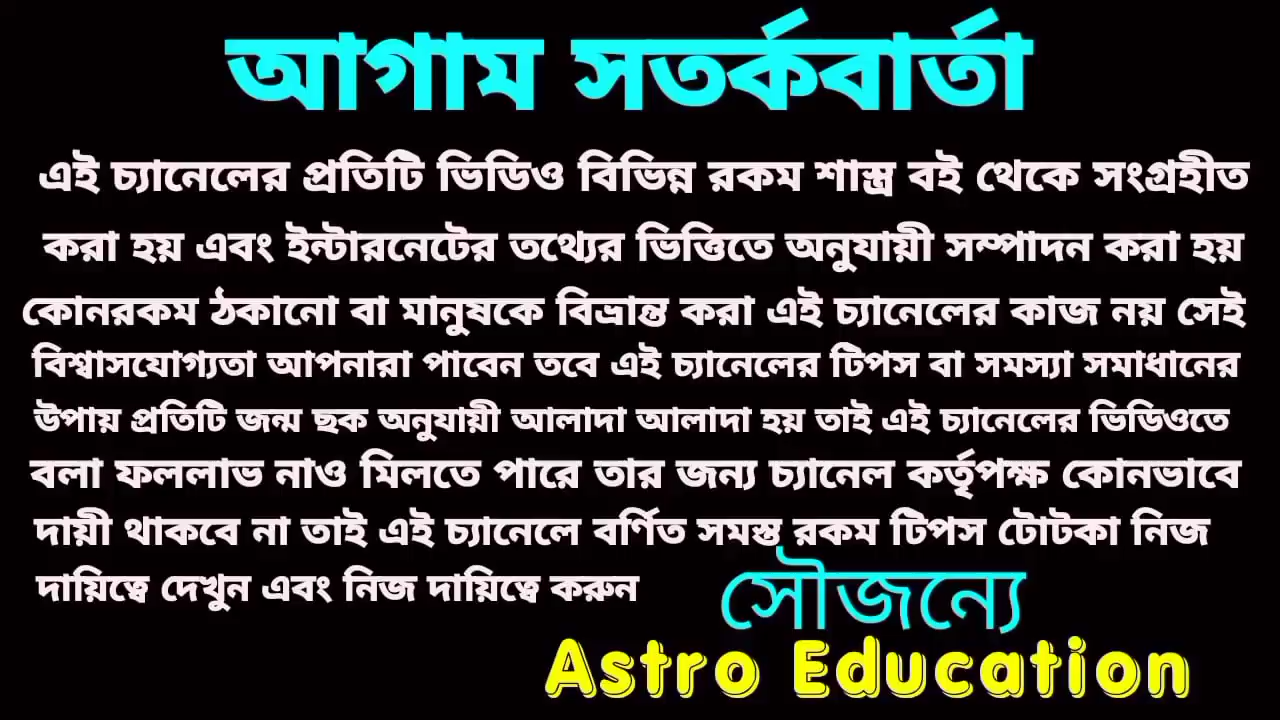 আগাম সতর্কবার্তা
এই চ্যানেলের প্রতিটি ভিডিও বিভিন্ন রকম শাস্ত্র বই থেকে সংগ্রহীত
করা হয় এবং ইন্টারনেটের তথ্যের ভিত্তিতে অনুযায়ী সম্পাদন করা হয়
কোনরকম ঠকানো বা মানুষকে বিভ্রান্ত করা এই চ্যানেলের কাজ নয় সেই
বিশ্বাসযোগ্যতা আপনারা পাবেন তবে এই চ্যানেলের টিপস বা সমস্যা সমাধানের
উপায় প্রতিটি জন্ম ছক অনুযায়ী আলাদা আলাদা হয় তাই এই চ্যানেলের ভিডিওতে
বলা ফললাভ নাও মিলতে পারে তার জন্য চ্যানেল কর্তৃপক্ষ কোনভাবে
দায়ী থাকবে না তাই এই চ্যানেলে বর্ণিত সমস্ত রকম টিপস টোটকা নিজ
দায়িত্বে দেখুন এবং নিজ দায়িত্বে করুন
সৌজন্যে
Astro Education